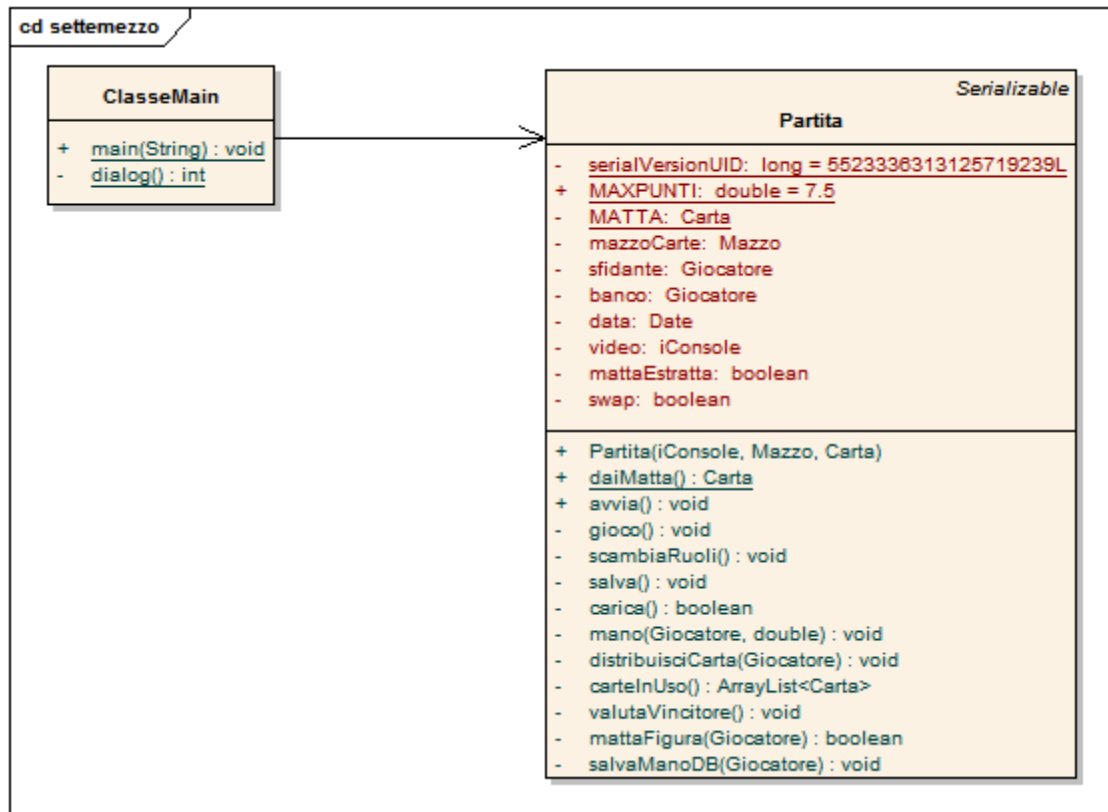 cd settemezzo
ClasseMain
+ main(String) : void
- dialog() : int
Serializable
Partita
- serialVersionUID: long = 5523336313125719239L
+ MAXPUNTI: double = 7.5
- MATTA: Carta
- mazzoCarte: Mazzo
- sfidante: Giocatore
- banco: Giocatore
- data: Date
- video: iConsole
- mattaEstratta: boolean
- swap: boolean
+ Partita(iConsole, Mazzo, Carta)
+ daiMatta() : Carta
+ avvia() : void
- gioco() : void
- scambiaRuoli() : void
- salva() : void
- carica() : boolean
- mano(Giocatore, double) : void
- distribuisciCarta(Giocatore) : void
- carteInUso() : ArrayList<Carta>
- valutaVincitore() : void
- mattaFigura(Giocatore) : boolean
- salvaManoDB(Giocatore) : void